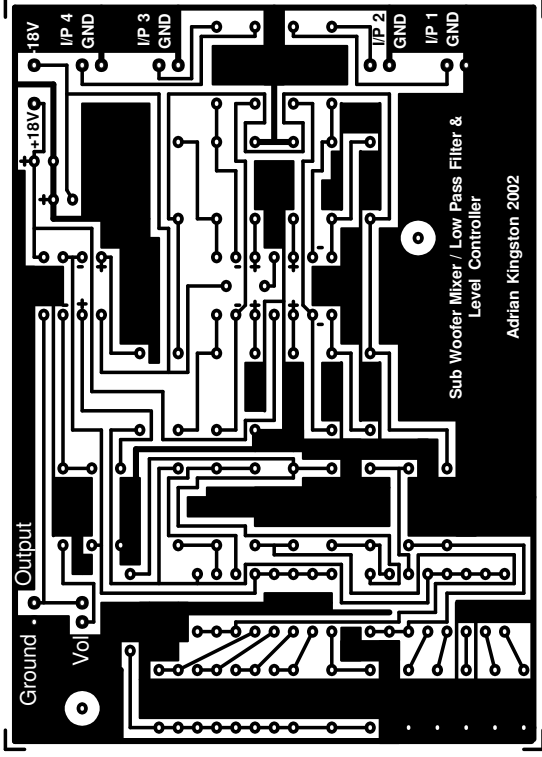 -18V
I/P 4
GND
I/P 3
GND
I/P 2
GND
I/P 1
GND
+18V
Sub Woofer Mixer / Low Pass Filter &
Level Controller
Adrian Kingston 2002
Output
Ground .
Vol